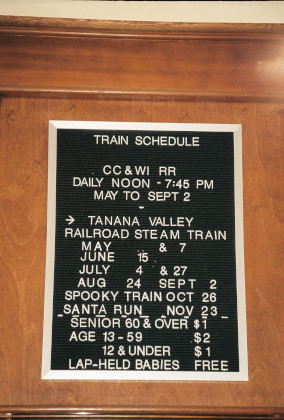 TRAIN SCHEDULE
CC & WI RR
DAILY NOON - 7:45 PM
MAY TO SEPT 2
-
→ TANANA VALLEY
RAILROAD STEAM TRAIN
MAY & 7
JUNE 15
JULY 4 & 27
AUG 24 SEPT 2
SPOOKY TRAIN OCT 26
SANTA RUN NOV 23
SENIOR 60 & OVER $1
AGE 13-59 $2
12 & UNDER $1
LAP-HELD BABIES FREE